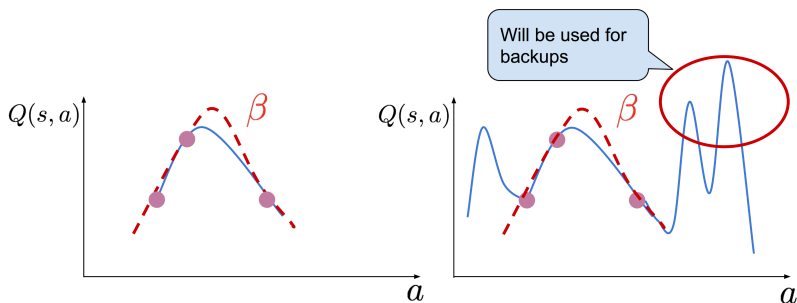 Will be used for
backups
Q(s, a)
β
a
Q(s, a)
β
a